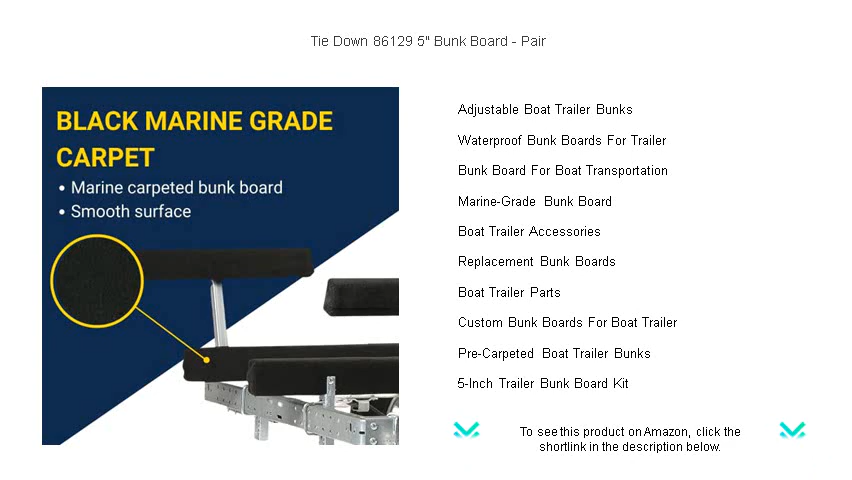 Tie Down 86129 5" Bunk Board - Pair
BLACK MARINE GRADE
CARPET
• Marine carpeted bunk board
• Smooth surface
Adjustable Boat Trailer Bunks
Waterproof Bunk Boards For Trailer
Bunk Board For Boat Transportation
Marine-Grade Bunk Board
Boat Trailer Accessories
Replacement Bunk Boards
Boat Trailer Parts
Custom Bunk Boards For Boat Trailer
Pre-Carpeted Boat Trailer Bunks
5-Inch Trailer Bunk Board Kit
To see this product on Amazon, click the
shortlink in the description below.